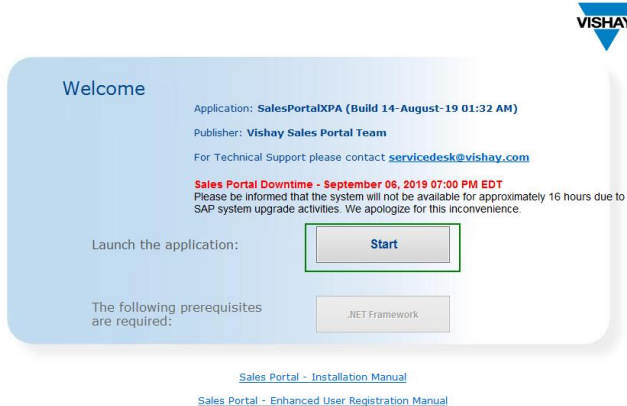 VISHAY
Welcome
Application: SalesPortalXPA (Build 14-August-19 01:32 AM)
Publisher: Vishay Sales Portal Team
For Technical Support please contact servicedesk@vishay.com
Sales Portal Downtime - September 06, 2019 07:00 PM EDT
Please be informed that the system will not be available for approximately 16 hours due to
SAP system upgrade activities. We apologize for this inconvenience.
Launch the application:
Start
The following prerequisites
are required:
.NET Framework
Sales Portal - Installation Manual
Sales Portal - Enhanced User Registration Manual